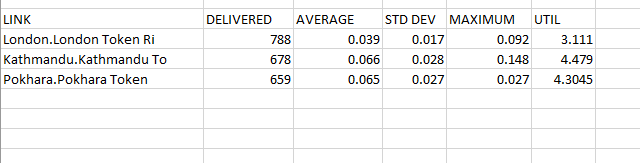 LINK DELIVERED AVERAGE STD DEV MAXIMUM UTIL
London.London Token Ri 788 0.039 0.017 0.092 3.111
Kathmandu.Kathmandu To 678 0.066 0.028 0.148 4.479
Pokhara.Pokhara Token 659 0.065 0.027 0.027 4.3045